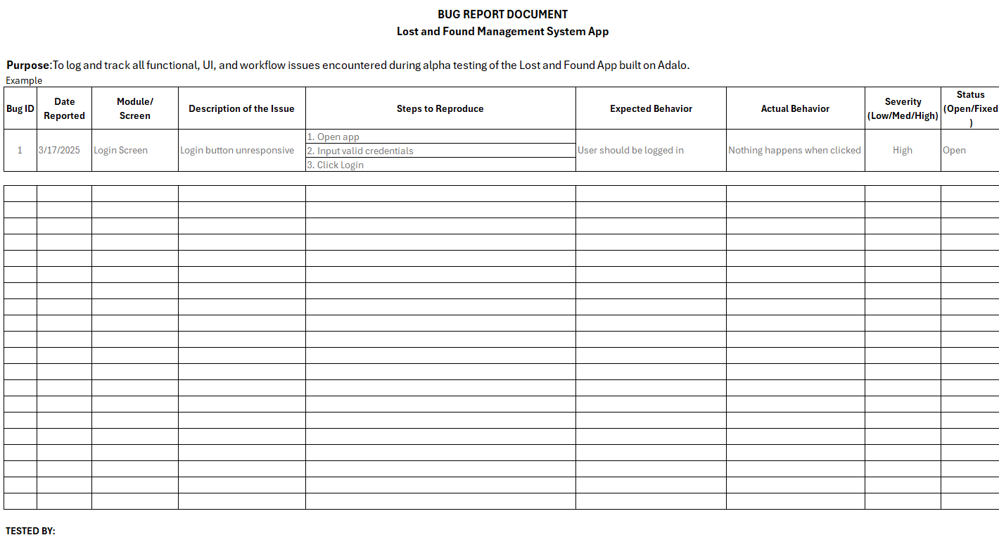 BUG REPORT DOCUMENT
Lost and Found Management System App
Purpose:To log and track all functional, UI, and workflow issues encountered during alpha testing of the Lost and Found App built on Adalo.
Example
Bug ID
Date
Reported
Module/
Screen
Description of the Issue
Steps to Reproduce
Expected Behavior
Actual Behavior
Severity
(Low/Med/High)
Status
(Open/Fixed
)
1
3/17/2025
Login Screen
Login button unresponsive
1. Open app
2. Input valid credentials
3. Click Login
User should be logged in
Nothing happens when clicked
High
Open
TESTED BY: